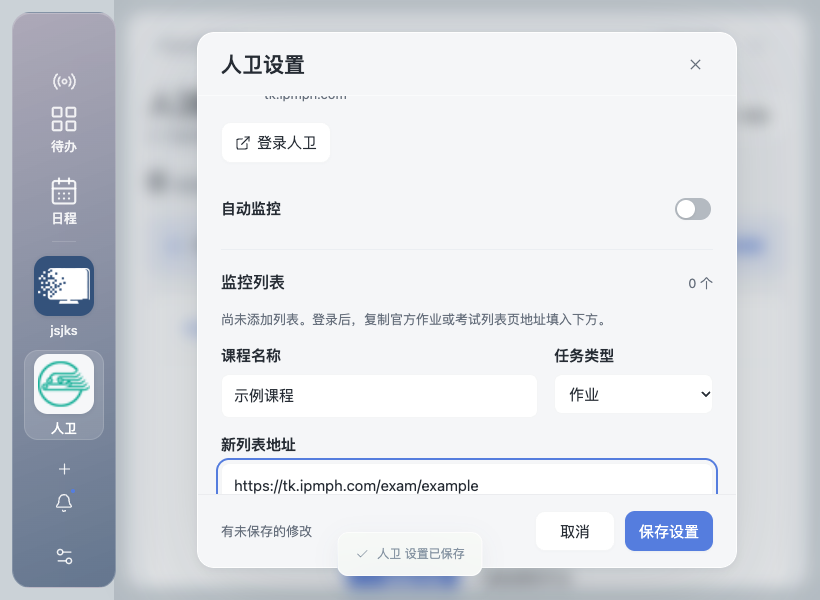 待办
日程
jsjks
人卫
人卫设置
tk.ipmph.com
登录人卫
自动监控
监控列表
0 个
尚未添加列表。登录后，复制官方作业或考试列表页地址填入下方。
课程名称
任务类型
示例课程
作业
新列表地址
https://tk.ipmph.com/exam/example
有未保存的修改
取消
保存设置
人卫 设置已保存